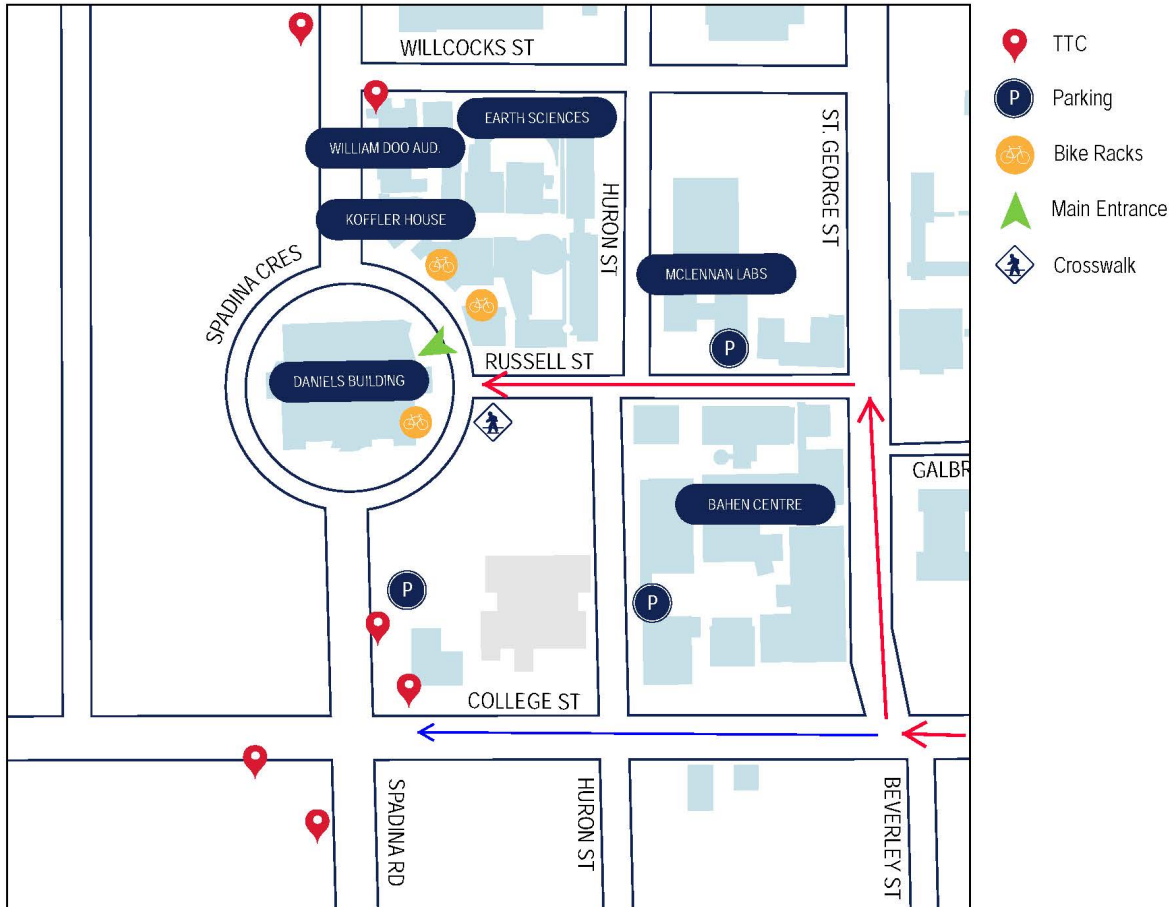 WILLCOCKS ST
TTC
P
Parking
EARTH SCIENCES
WILLIAM DOO AUD.
Bike Racks
ST. GEORGE ST
HURON ST
KOFFLER HOUSE
Main Entrance
SPADINA CRES
MCLENNAN LABS
Crosswalk
P
RUSSELL ST
DANIELS BUILDING
GALBR
BAHEN CENTRE
P
P
COLLEGE ST
SPADINA RD
HURON ST
BEVERLEY ST